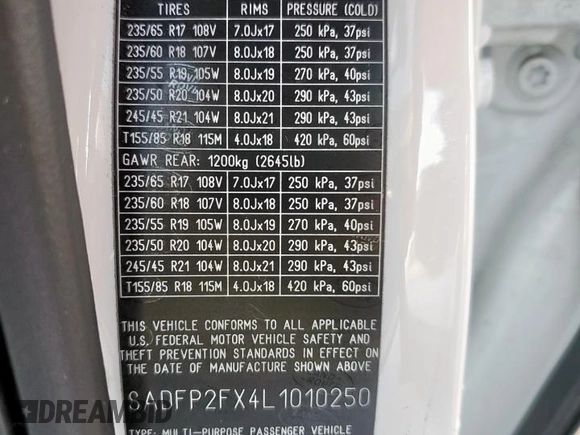 TIRES RIMS PRESSURE (COLD)
235/65 R17 108V 7.0Jx17 250 kPa, 37psi
235/60 R18 107V 8.0Jx18 250 kPa, 37psi
235/55 R19 105W 8.0Jx19 270 kPa, 40psi
235/50 R20 104W 8.0Jx20 290 kPa, 43psi
245/45 R21 104W 8.0Jx21 290 kPa, 43psi
T155/85 R18 115M 4.0Jx18 420 kPa, 60psi
GAWR REAR: 1200kg (2645lb)
235/65 R17 108V 7.0Jx17 250 kPa, 37psi
235/60 R18 107V 8.0Jx18 250 kPa, 37psi
235/55 R19 105W 8.0Jx19 270 kPa, 40psi
235/50 R20 104W 8.0Jx20 290 kPa, 43psi
245/45 R21 104W 8.0Jx21 290 kPa, 43psi
T155/85 R18 115M 4.0Jx18 420 kPa, 60psi
THIS VEHICLE CONFORMS TO ALL APPLICABLE
U.S. FEDERAL MOTOR VEHICLE SAFETY AND
THEFT PREVENTION STANDARDS IN EFFECT ON
THE DATE OF MANUFACTURE SHOWN ABOVE
SADFP2FX4L1010250
TYPE: MULTI-PURPOSE PASSENGER VEHICLE
DREAMBID